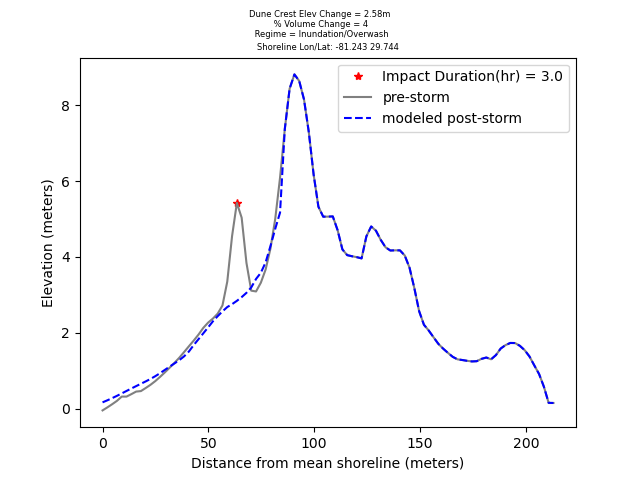 Dune Crest Elev Change = 2.58m
% Volume Change = 4
Regime = Inundation/Overwash
Shoreline Lon/Lat: -81.243 29.744
Impact Duration(hr) = 3.0
pre-storm
modeled post-storm
Elevation (meters)
8
6
4
2
0
0 50 100 150 200
Distance from mean shoreline (meters)